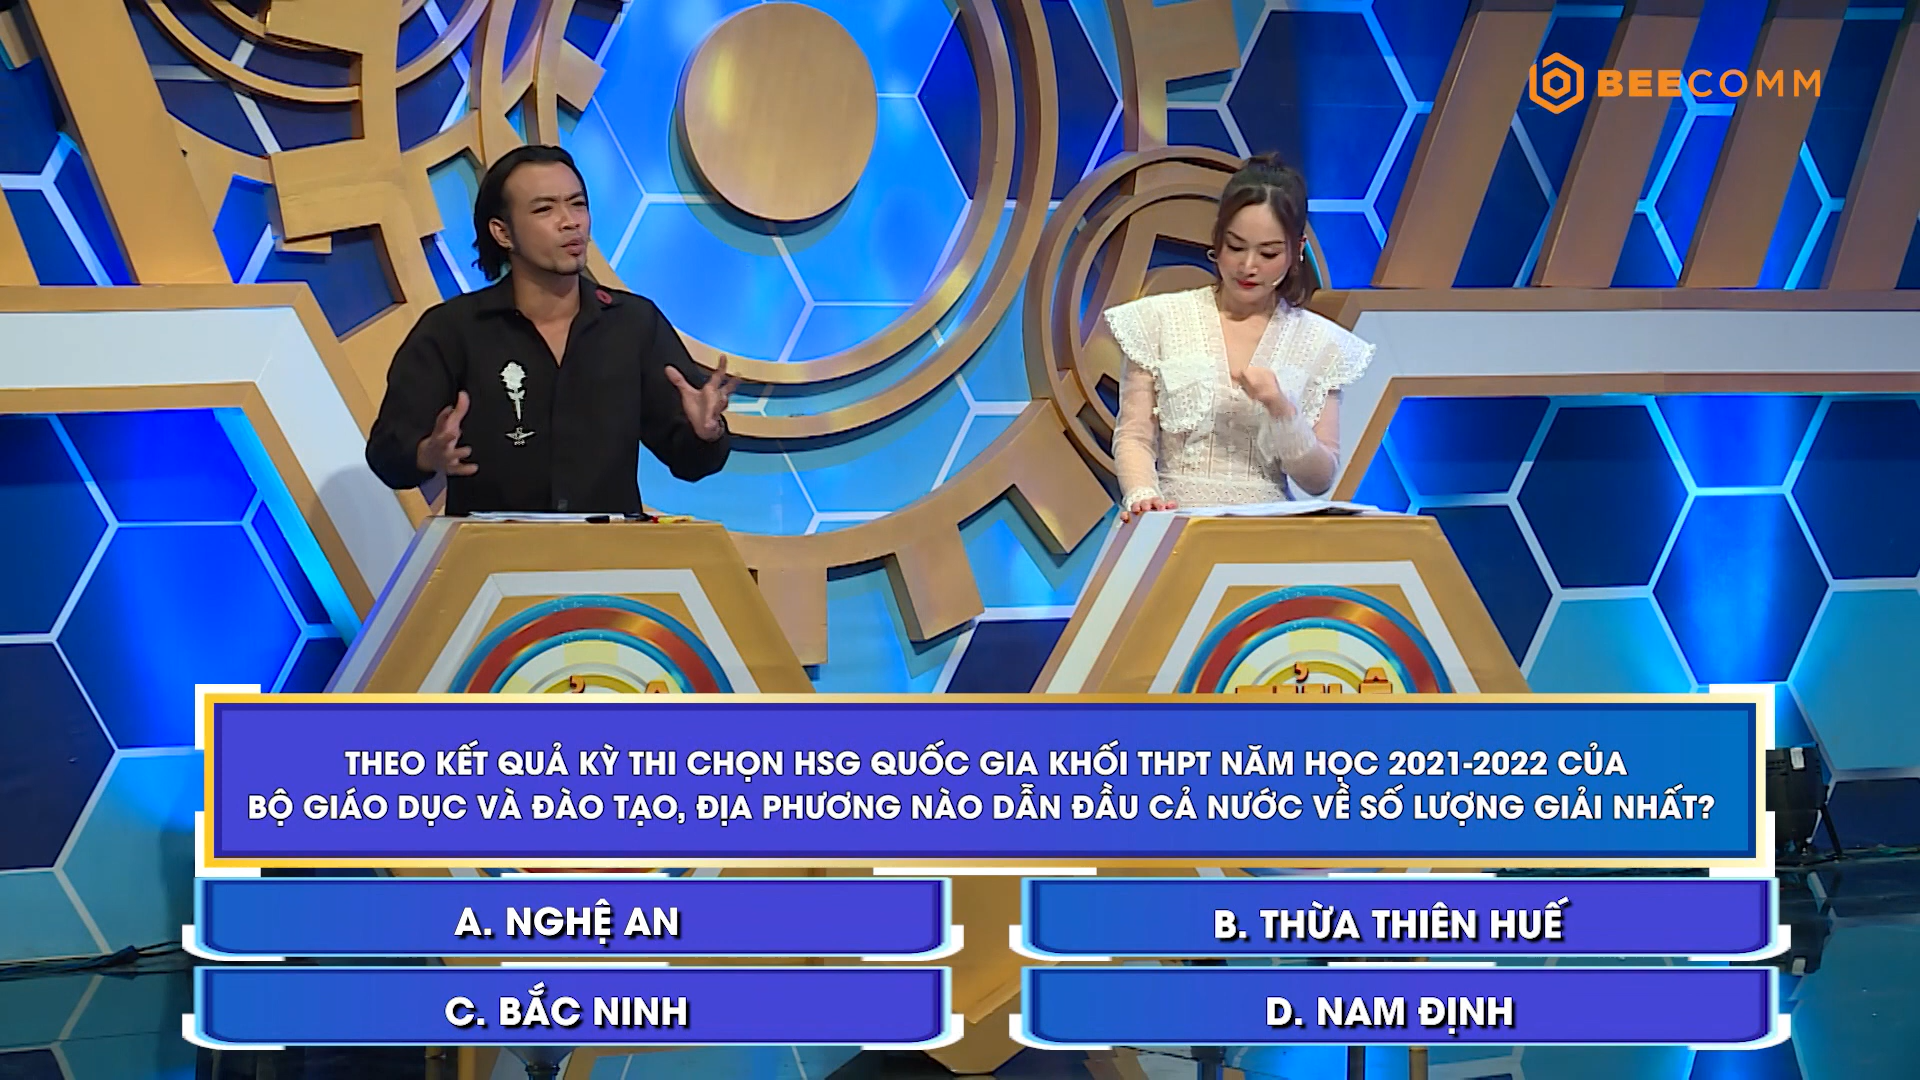 BEECOMM
THEO KẾT QUẢ KỲ THI CHỌN HSG QUỐC GIA KHỐI THPT NĂM HỌC 2021-2022 CỦA
BỘ GIÁO DỤC VÀ ĐÀO TẠO, ĐỊA PHƯƠNG NÀO DẪN ĐẦU CẢ NƯỚC VỀ SỐ LƯỢNG GIẢI NHẤT?
A. NGHỆ AN
B. THỪA THIÊN HUẾ
C. BẮC NINH
D. NAM ĐỊNH